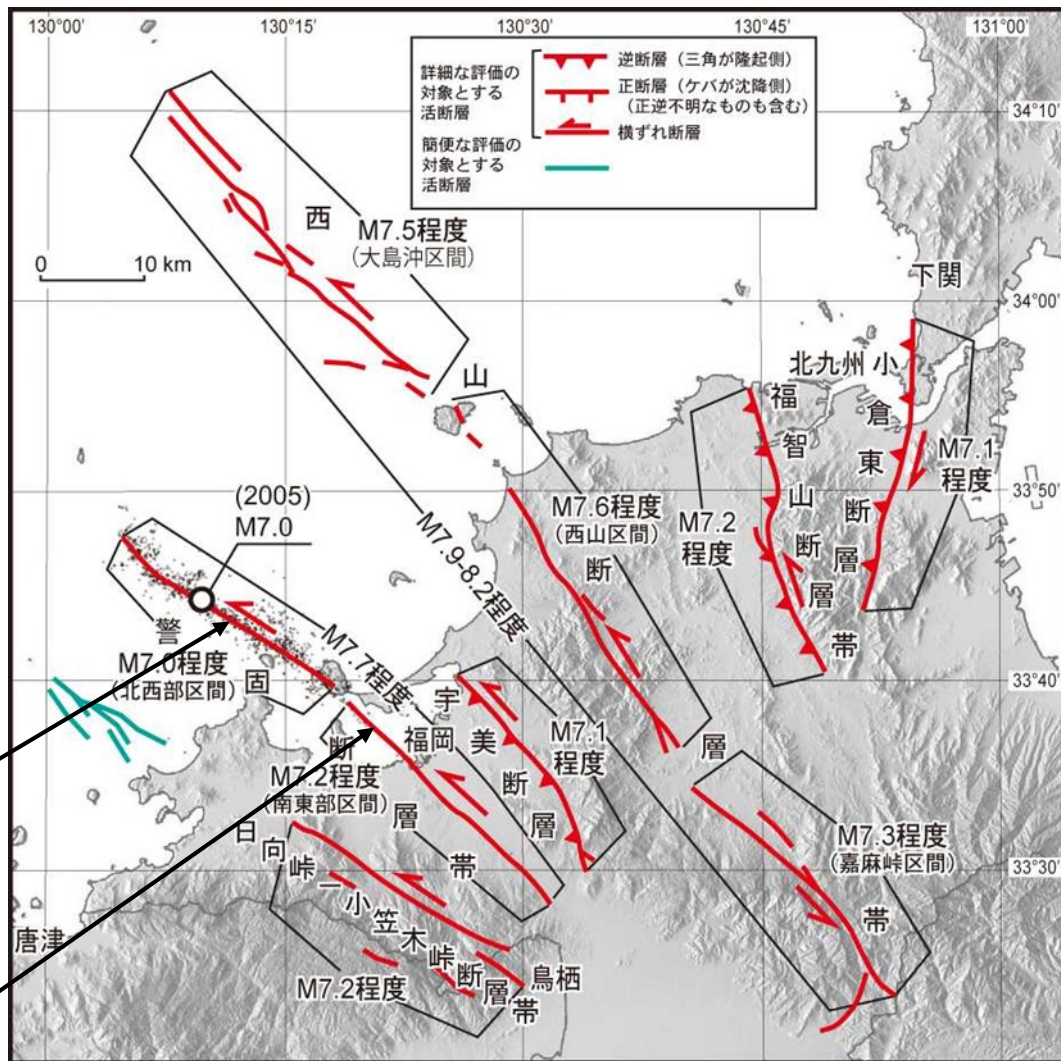 130°00' 130°15' 130°30' 130°45' 131°00'
34°10'
34°00'
33°50'
33°40'
33°30'
詳細な評価の
対象とする
活断層
逆断層（三角が隆起側）
正断層（ケバが沈降側）
（正逆不明なものも含む）
横ずれ断層
簡便な評価の
対象とする
活断層
0 10 km
西山断層帯
M7.5程度
（大島沖区間）
M7.6程度
（西山区間）
M7.9-8.2程度
M7.3程度
（嘉麻峠区間）
下関
北九州
小倉東断層
M7.1
程度
福智山断層帯
M7.2
程度
(2005)
M7.0
警固断層帯
M7.0程度
（北西部区間）
M7.7程度
M7.2程度
（南東部区間）
福岡
宇美断層
M7.1
程度
日向峠ー小笠木峠断層帯
M7.2程度
唐津
鳥栖